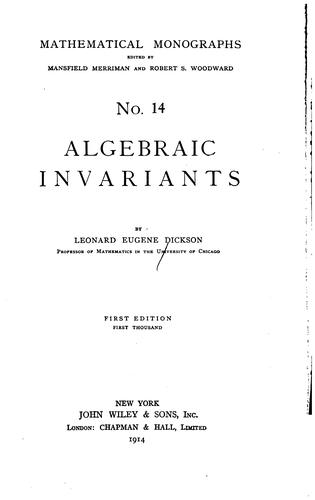 MATHEMATICAL MONOGRAPHS
EDITED BY
MANSFIELD MERRIMAN AND ROBERT S. WOODWARD
No. 14
ALGEBRAIC
INVARIANTS
BY
LEONARD EUGENE DICKSON
PROFESSOR OF MATHEMATICS IN THE UNIVERSITY OF CHICAGO
FIRST EDITION
FIRST THOUSAND
NEW YORK
JOHN WILEY & SONS, INC.
LONDON: CHAPMAN & HALL, LIMITED
1914